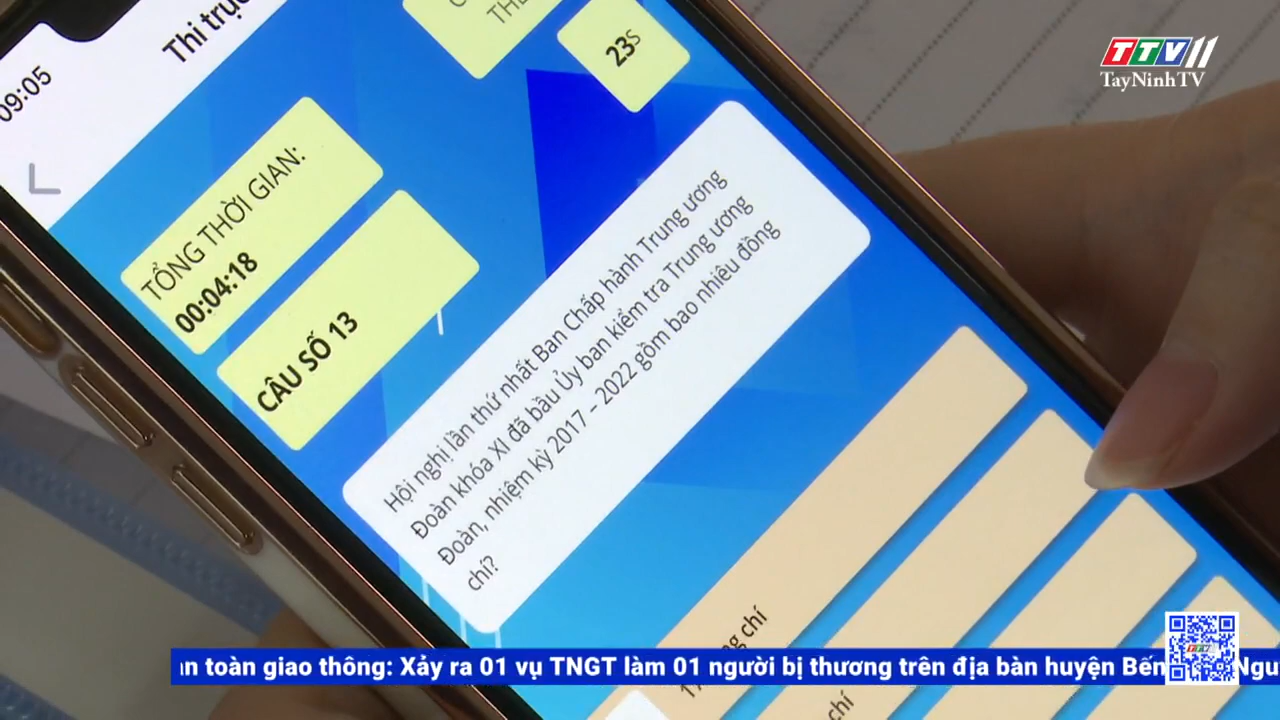 TTV11
TayNinhTV
09:05
Thi trực
23s
TỔNG THỜI GIAN:
00:04:18
CÂU SỐ 13
Hội nghị lần thứ nhất Ban Chấp hành Trung ương
Đoàn khóa XI đã bầu Ủy ban kiểm tra Trung ương
Đoàn, nhiệm kỳ 2017 - 2022 gồm bao nhiêu đồng
chí?
chí
chí
toàn giao thông: Xảy ra 01 vụ TNGT làm 01 người bị thương trên địa bàn huyện Bến